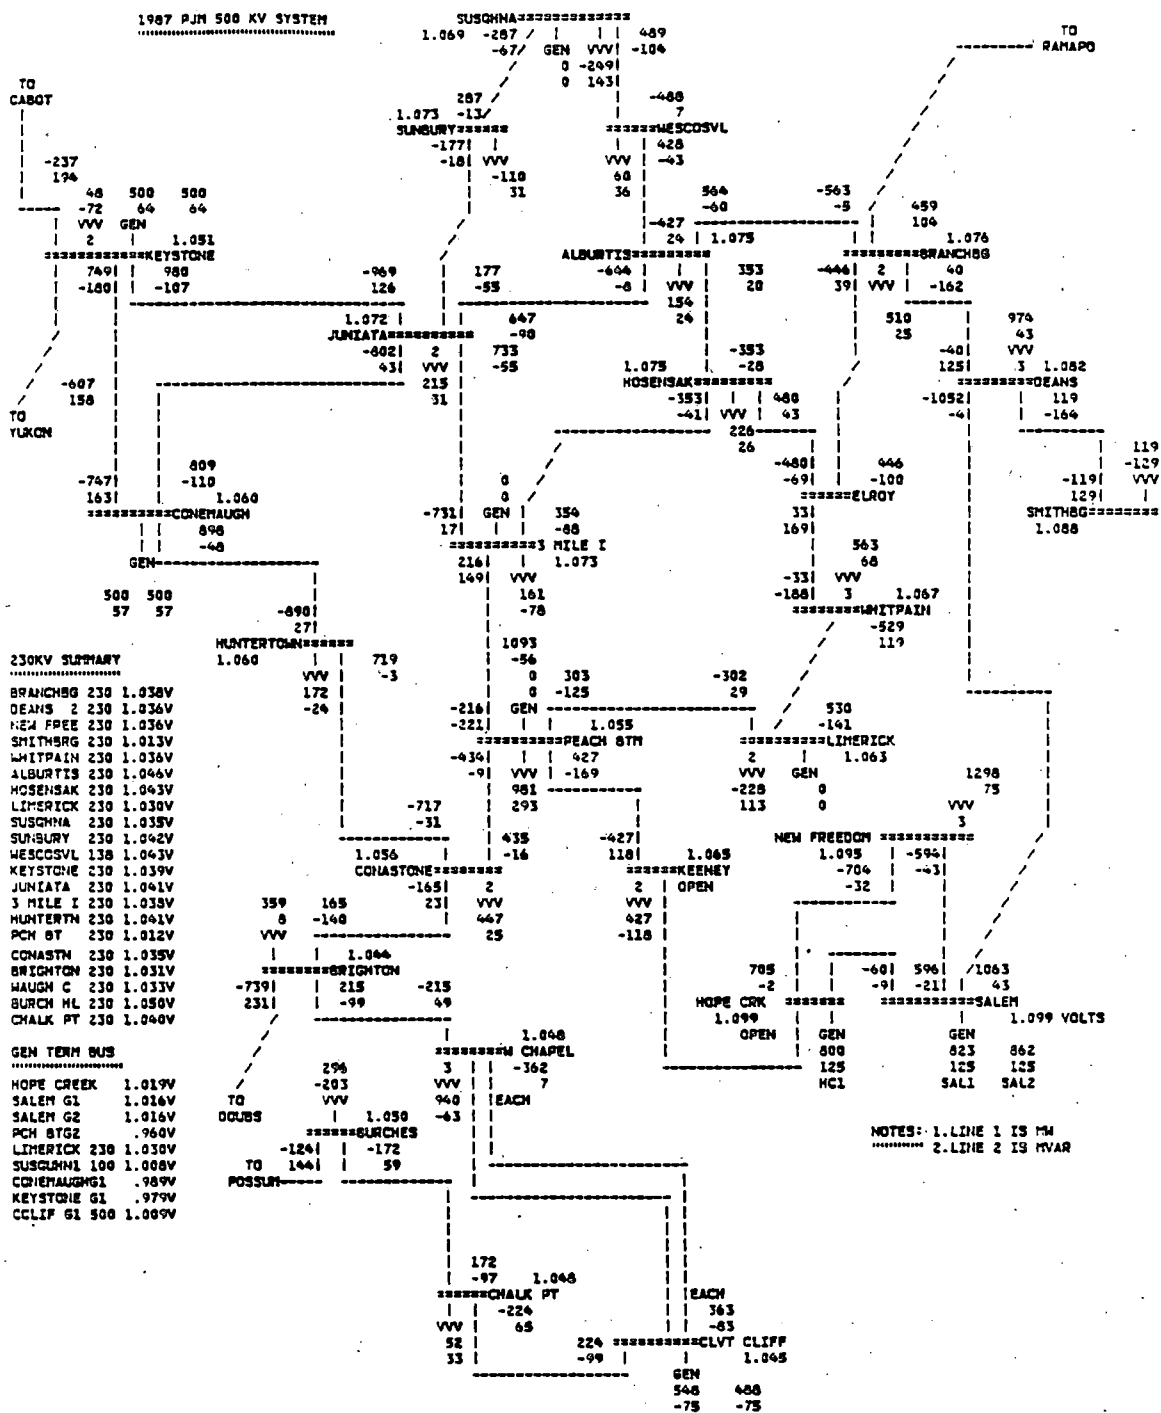 1987 PJM 500 KV SYSTEM
SUSQHNA=============
1.069 -287 / | | | 489
-67/ GEN VVV| -104
0 -249|
0 143|
TO
-------- RAMAPO
TO
CABOT
287 -488
1.073 -13/ 7
SUNBURY====== =======WESCOSVL
-177| | | | 428
-18| VVV VVV | -43
-110 60
31 36
-237
194
48 500 500
-72 64 64
VVV GEN
2 | 1.051
============KEYSTONE
749| | 980
-180| | -107
564 -563
-60 -5
459
104
-427
24 | 1.075
ALBURTIS==========
-644 | | 353
-8 | VVV 20
154
24
1.076
==========BRANCHBG
-446| 2 | 40
39| VVV | -162
-969 177
126 -55
1.072 647
JUNIATA=========== -90
-802| 2 733
43| VVV -55
215
31
510 974
25 43
-40| VVV
125| 3 1.082
=========DEANS
-1052 119
-4 -164
-353
1.075 -28
HOSENSAK==========
-353| | | 480
-41| VVV | 43
226
26
-607
158
TO
YUKON
119
-129
-119| VVV
129| |
SMITHBG=========
1.088
809
-747| -110
163| 1.060
==========CONEMAUGH
| | 898
| | -48
GEN
500 500
57 57
-480| 446
-69| -100
======ELROY
33
169|
0
0
-731| GEN | 354
17| | | -88
==========3 MILE I
216| | 1.073
149| VVV
161
-78
563
68
-33| VVV
-188| 3 1.067
========WHITPAIN
-529
119
-890|
27|
HUNTERTOWN======
1.060 | 719
VVV | -3
172
-24
1093
-56
0 303 -302
0 -125 29
-216| GEN
-221| | | 1.055
==========PEACH BTM
-434| | | 427
-9| VVV | -169
981
293
530
-141
=========LIMERICK
2 | 1.063
VVV GEN
-228 0
113 0
1298
75
VVV
3
NEW FREEDOM ===========
1.095 | -594|
-704 | -43|
-32
230KV SUMMARY
BRANCHBG 230 1.038V
DEANS 2 230 1.036V
NEW FREE 230 1.036V
SMITHBRG 230 1.013V
WHITPAIN 230 1.036V
ALBURTIS 230 1.046V
HOSENSAK 230 1.043V
LIMERICK 230 1.030V
SUSQHNA 230 1.035V
SUNBURY 230 1.042V
WESCOSVL 138 1.043V
KEYSTONE 230 1.039V
JUNIATA 230 1.041V
3 MILE I 230 1.038V
HUNTERTN 230 1.041V
PCH BT 230 1.012V
CONASTN 230 1.035V
BRIGHTON 230 1.031V
WAUGH C 230 1.033V
BURCH HL 230 1.050V
CHALK PT 230 1.040V
-717
-31
1.056 435
CONASTONE======== -16
-165| 2
23| VVV
447
25
-427|
118| 1.065
======KEENEY
2 OPEN
VVV
427
-118
359 165
8 -140
VVV
| | 1.044
========BRIGHTON
-739| | 215 -215
231| | -99 49
TO
DOUBS
705 | | -60| 596| /1063
-2 | | -9| -21| 43
HOPE CRK ======= ===========SALEM
1.099 | | 1.099 VOLTS
OPEN GEN GEN
800 823 862
125 125 125
HC1 SAL1 SAL2
GEN TERM BUS
HOPE CREEK 1.019V
SALEM G1 1.016V
SALEM G2 1.016V
PCH BTG2 .960V
LIMERICK 230 1.030V
SUSQUHN1 100 1.008V
CONEMAUGHG1 .989V
KEYSTONE G1 .979V
CCLIF G1 500 1.009V
1.048
========W CHAPEL
3 | | -362
VVV | | 7
940 | |EACH
-63
296
-203
VVV
| 1.050
======BURCHES
-124| | -172
144| | 59
TO
POSSUM
NOTES: 1.LINE 1 IS MW
2.LINE 2 IS MVAR
172
-97 1.048
======CHALK PT
| | -224
VVV | 65
52
33
EACH
363
-83
224 =========CLVT CLIFF
-99 | | 1.045
GEN
548 488
-75 -75